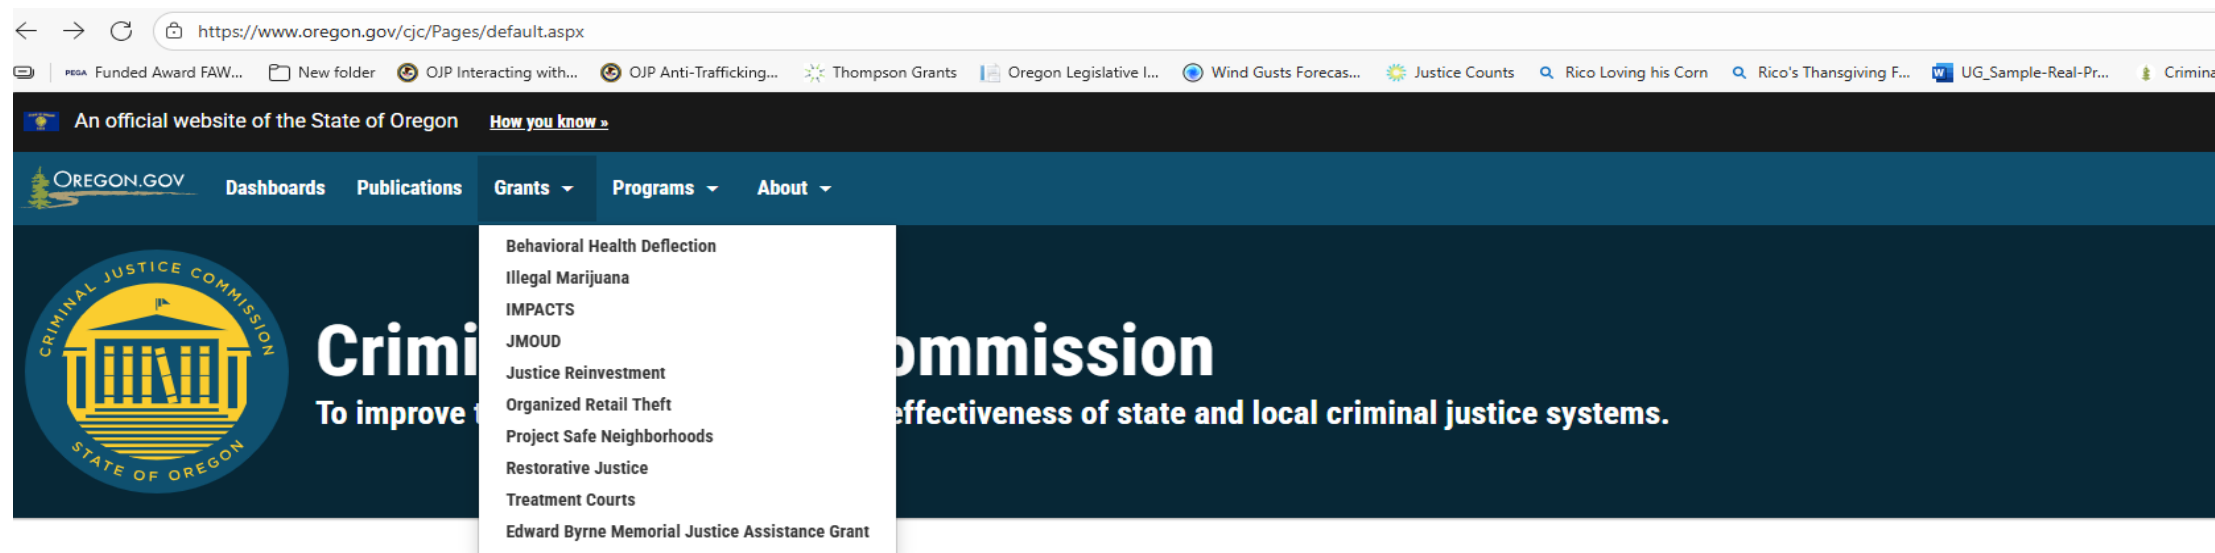 https://www.oregon.gov/cjc/Pages/default.aspx
PEGA Funded Award FAW... New folder OJP Interacting with... OJP Anti-Trafficking... Thompson Grants Oregon Legislative I... Wind Gusts Forecas... Justice Counts Rico Loving his Corn Rico's Thansgiving F... UG_Sample-Real-Pr... Crimina
An official website of the State of Oregon How you know »
OREGON.GOV Dashboards Publications Grants Programs About
Behavioral Health Deflection
Illegal Marijuana
IMPACTS
JMOUD
Justice Reinvestment
Organized Retail Theft
Project Safe Neighborhoods
Restorative Justice
Treatment Courts
Edward Byrne Memorial Justice Assistance Grant
CRIMINAL JUSTICE COMMISSION
STATE OF OREGON
Crimi ommission
To improve effectiveness of state and local criminal justice systems.